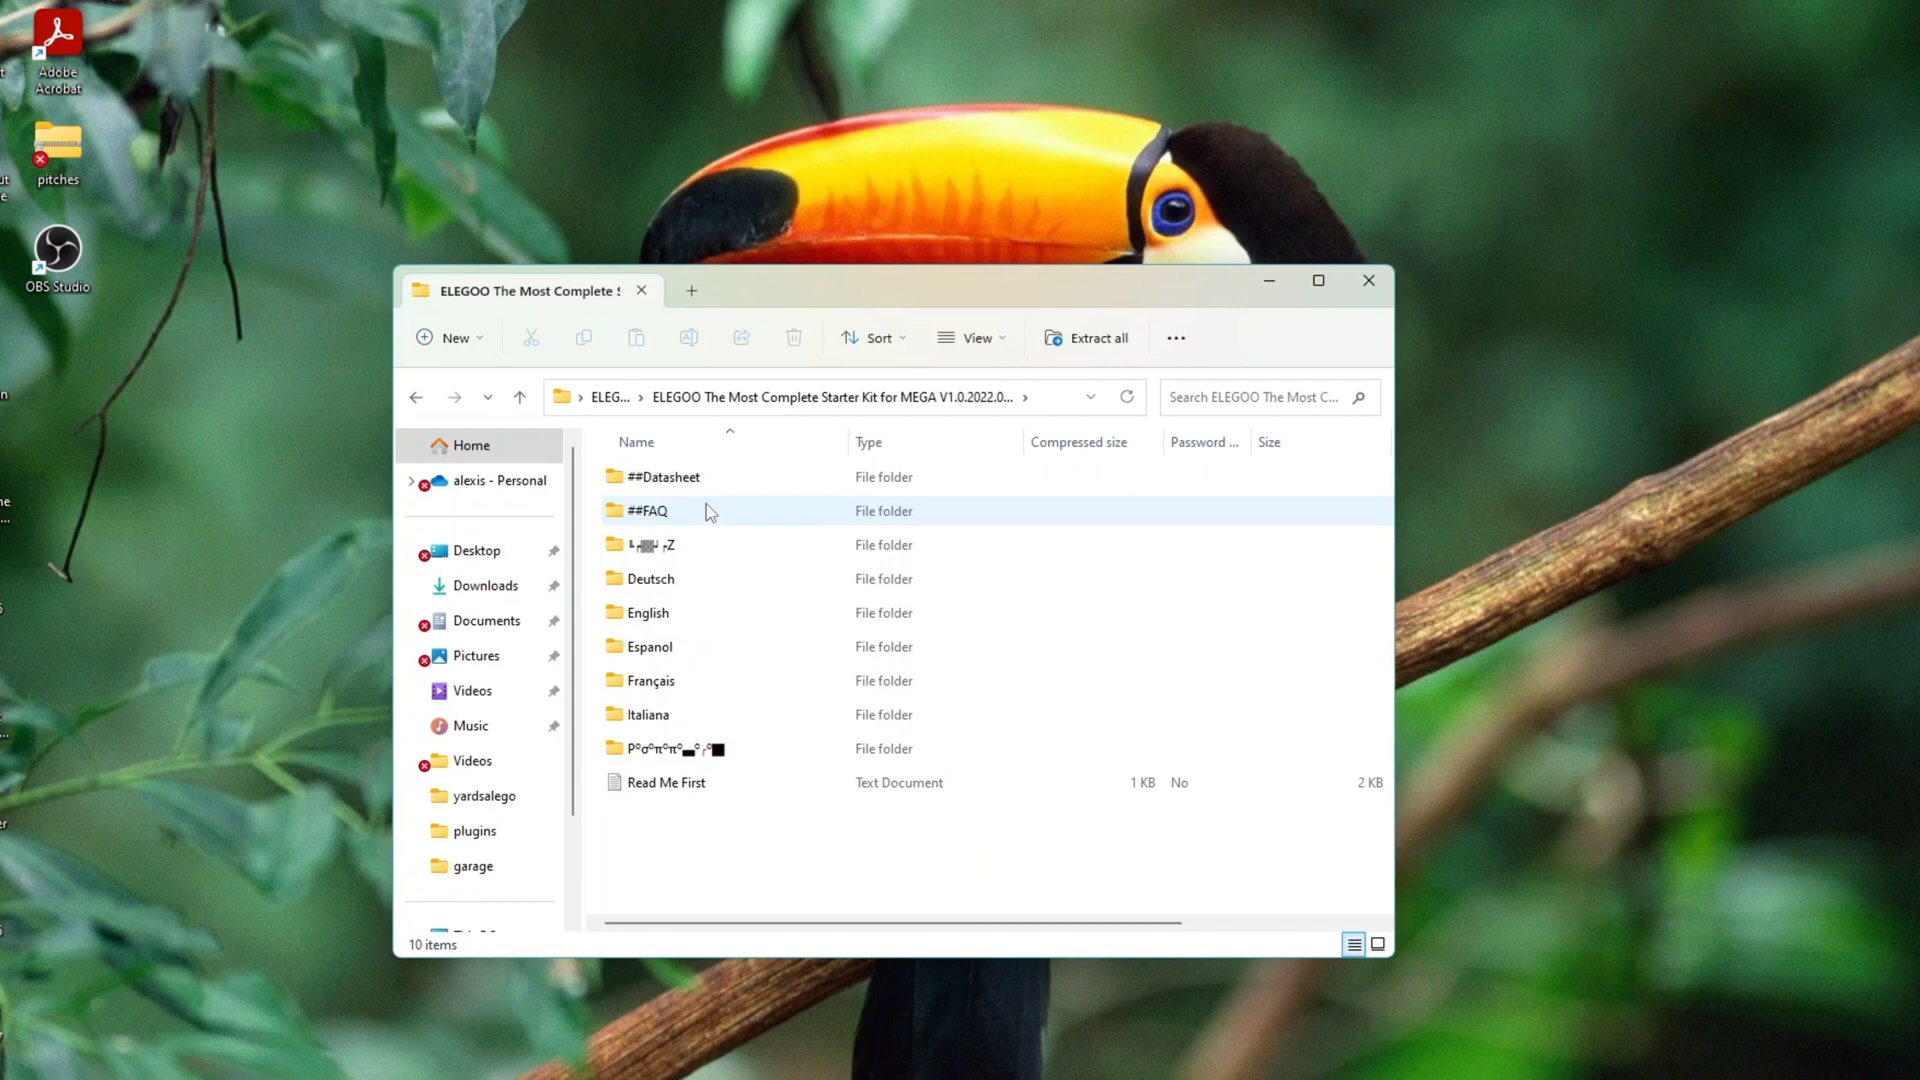 Adobe
Acrobat
pitches
OBS Studio
ELEGOO The Most Complete S
New
Sort
View
Extract all
ELEG...
ELEGOO The Most Complete Starter Kit for MEGA V1.0.2022.0...
Search ELEGOO The Most C...
Name
Type
Compressed size
Password ...
Size
Home
alexis - Personal
Desktop
Downloads
Documents
Pictures
Videos
Music
Videos
yardsalego
plugins
garage
##Datasheet File folder
##FAQ File folder
File folder
Deutsch File folder
English File folder
Espanol File folder
Français File folder
Italiana File folder
File folder
Read Me First Text Document 1 KB No 2 KB
10 items